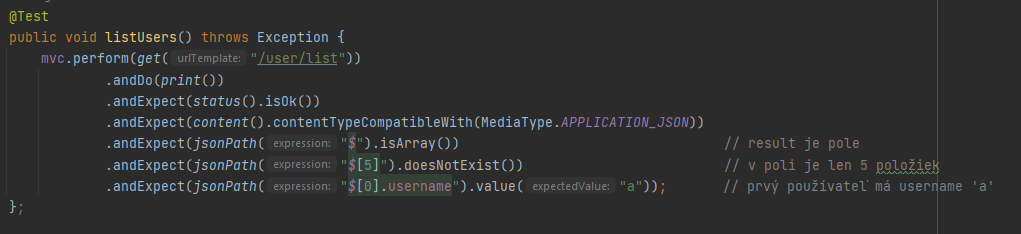 @Test
public void listUsers() throws Exception {
mvc.perform(get( urlTemplate: "/user/list"))
.andDo(print())
.andExpect(status().isOk())
.andExpect(content().contentTypeCompatibleWith(MediaType.APPLICATION_JSON))
.andExpect(jsonPath( expression: "$").isArray()) // result je pole
.andExpect(jsonPath( expression: "$[5]").doesNotExist()) // v poli je len 5 položiek
.andExpect(jsonPath( expression: "$[0].username").value( expectedValue: "a")); // prvý používateľ má username 'a'
};